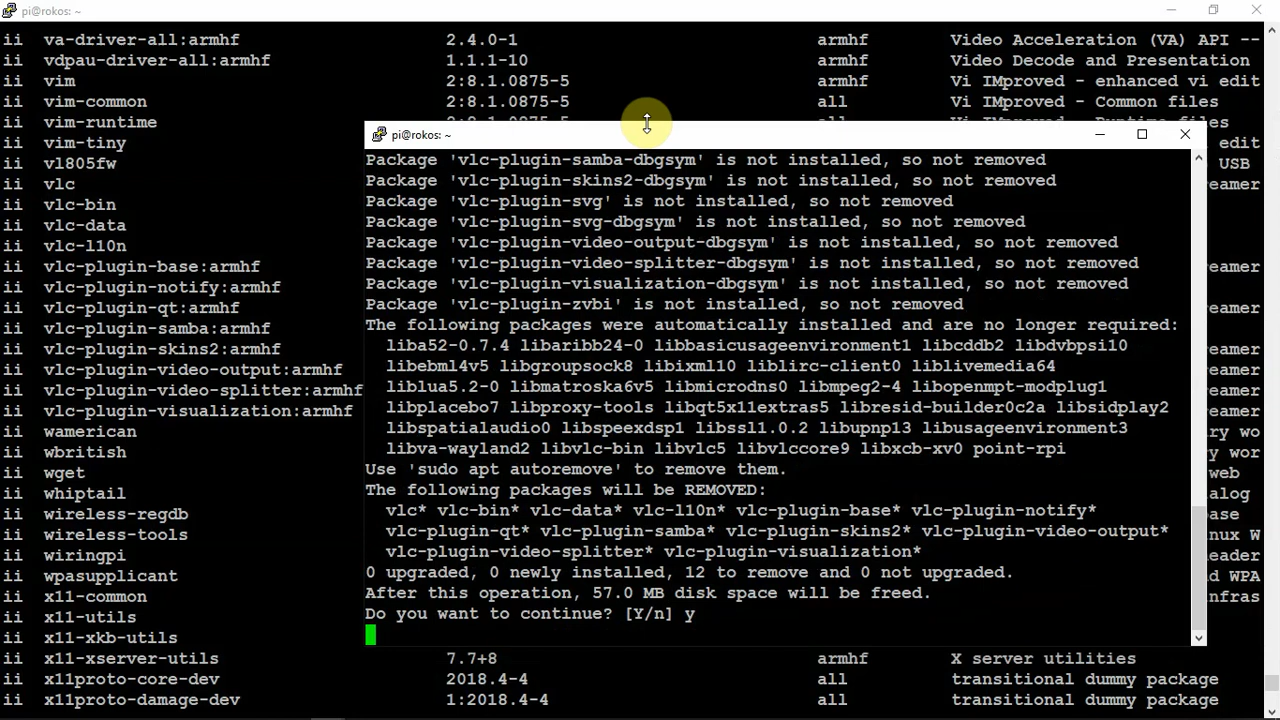 pi@rokos: ~
ii va-driver-all:armhf 2.4.0-1 armhf Video Acceleration (VA) API --
ii vdpau-driver-all:armhf 1.1.1-10 armhf Video Decode and Presentation
ii vim 2:8.1.0875-5 armhf Vi IMproved - enhanced vi edit
ii vim-common 2:8.1.0875-5 all Vi IMproved - Common files
ii vim-runtime
ii vim-tiny edit
ii vl805fw USB
ii vlc
ii vlc-bin
ii vlc-data
ii vlc-l10n
ii vlc-plugin-base:armhf
ii vlc-plugin-notify:armhf
ii vlc-plugin-qt:armhf
ii vlc-plugin-samba:armhf
ii vlc-plugin-skins2:armhf
ii vlc-plugin-video-output:armhf
ii vlc-plugin-video-splitter:armhf
ii vlc-plugin-visualization:armhf
ii wamerican
ii wbritish
ii wget web
ii whiptail
ii wireless-regdb
ii wireless-tools
ii wiringpi
ii wpasupplicant WPA
ii x11-common
ii x11-utils
ii x11-xkb-utils
ii x11-xserver-utils 7.7+8 armhf X server utilities
ii x11proto-core-dev 2018.4-4 all transitional dummy package
ii x11proto-damage-dev 1:2018.4-4 all transitional dummy package
pi@rokos: ~
Package 'vlc-plugin-samba-dbgsym' is not installed, so not removed
Package 'vlc-plugin-skins2-dbgsym' is not installed, so not removed
Package 'vlc-plugin-svg' is not installed, so not removed
Package 'vlc-plugin-svg-dbgsym' is not installed, so not removed
Package 'vlc-plugin-video-output-dbgsym' is not installed, so not removed
Package 'vlc-plugin-video-splitter-dbgsym' is not installed, so not removed
Package 'vlc-plugin-visualization-dbgsym' is not installed, so not removed
Package 'vlc-plugin-zvbi' is not installed, so not removed
The following packages were automatically installed and are no longer required:
liba52-0.7.4 libaribb24-0 libbasicusageenvironment1 libcddb2 libdvbpsi10
libebml4v5 libgroupsock8 libixml10 liblirc-client0 liblivemedia64
liblua5.2-0 libmatroska6v5 libmicrodns0 libmpeg2-4 libopenmpt-modplug1
libplacebo7 libproxy-tools libqt5x11extras5 libresid-builder0c2a libsidplay2
libspatialaudio0 libspeexdsp1 libssl1.0.2 libupnp13 libusageenvironment3
libva-wayland2 libvlc-bin libvlc5 libvlccore9 libxcb-xv0 point-rpi
Use 'sudo apt autoremove' to remove them.
The following packages will be REMOVED:
vlc* vlc-bin* vlc-data* vlc-l10n* vlc-plugin-base* vlc-plugin-notify*
vlc-plugin-qt* vlc-plugin-samba* vlc-plugin-skins2* vlc-plugin-video-output*
vlc-plugin-video-splitter* vlc-plugin-visualization*
0 upgraded, 0 newly installed, 12 to remove and 0 not upgraded.
After this operation, 57.0 MB disk space will be freed.
Do you want to continue? [Y/n] y